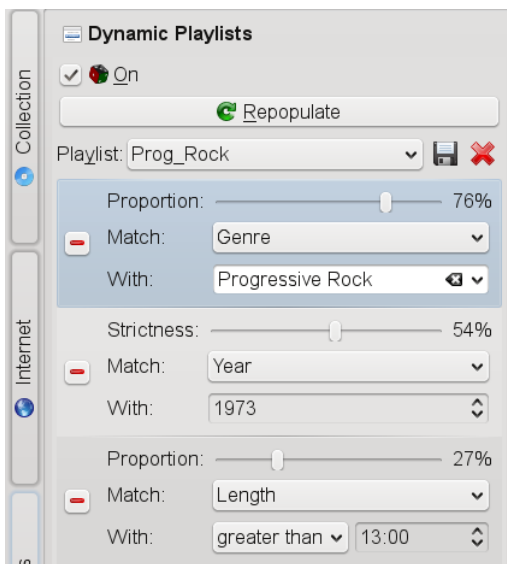 Dynamic Playlists
On
Repopulate
Playlist: Prog_Rock
Proportion: 76%
Match: Genre
With: Progressive Rock
Strictness: 54%
Match: Year
With: 1973
Proportion: 27%
Match: Length
With: greater than 13:00
Collection
Internet